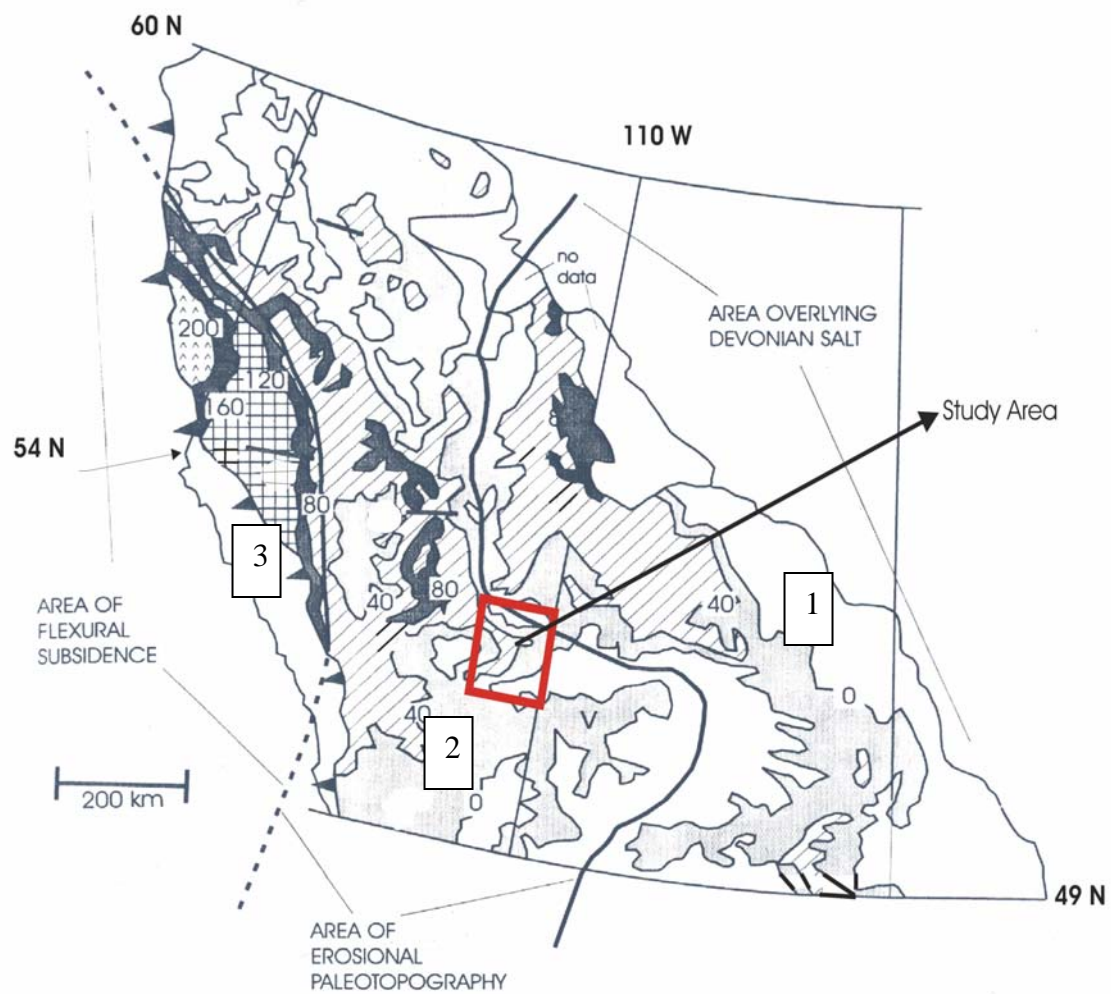 60 N
110 W
no
data
AREA OVERLYING
DEVONIAN SALT
200
120
160
Study Area
54 N
80
3
40
80
40
1
AREA OF
FLEXURAL
SUBSIDENCE
0
V
40
2
0
200 km
49 N
AREA OF
EROSIONAL
PALEOTOPOGRAPHY